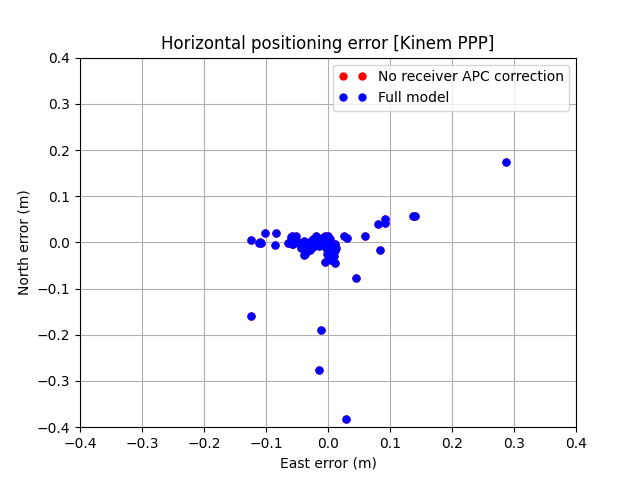 Horizontal positioning error [Kinem PPP]
No receiver APC correction
Full model
0.4
0.3
0.2
0.1
0.0
−0.1
−0.2
−0.3
−0.4
North error (m)
−0.4 −0.3 −0.2 −0.1 0.0 0.1 0.2 0.3 0.4
East error (m)